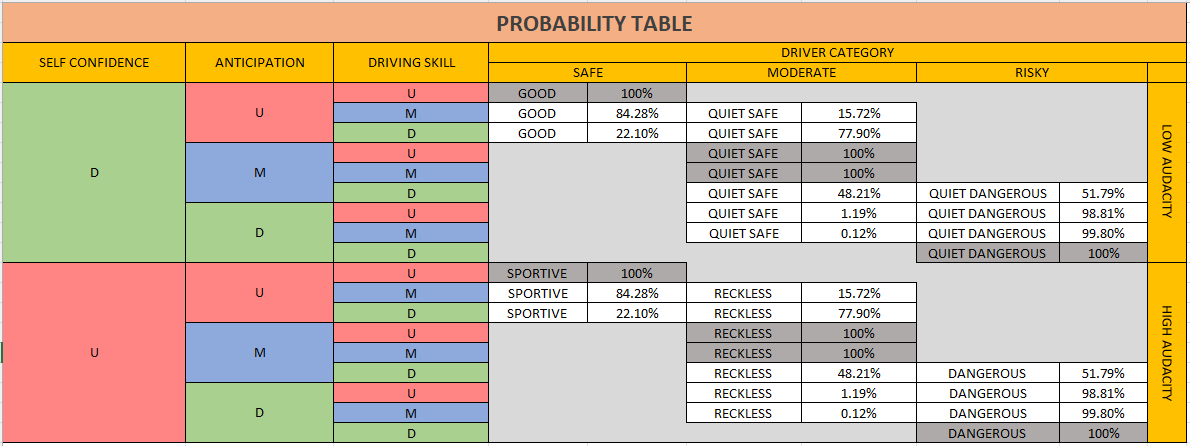 PROBABILITY TABLE
SELF CONFIDENCE ANTICIPATION DRIVING SKILL DRIVER CATEGORY
SAFE MODERATE RISKY
D U U GOOD 100% LOW AUDACITY
M GOOD 84.28% QUIET SAFE 15.72%
D GOOD 22.10% QUIET SAFE 77.90%
M U QUIET SAFE 100%
M QUIET SAFE 100%
D QUIET SAFE 48.21% QUIET DANGEROUS 51.79%
D U QUIET SAFE 1.19% QUIET DANGEROUS 98.81%
M QUIET SAFE 0.12% QUIET DANGEROUS 99.80%
D QUIET DANGEROUS 100%
U U U SPORTIVE 100% HIGH AUDACITY
M SPORTIVE 84.28% RECKLESS 15.72%
D SPORTIVE 22.10% RECKLESS 77.90%
M U RECKLESS 100%
M RECKLESS 100%
D RECKLESS 48.21% DANGEROUS 51.79%
D U RECKLESS 1.19% DANGEROUS 98.81%
M RECKLESS 0.12% DANGEROUS 99.80%
D DANGEROUS 100%